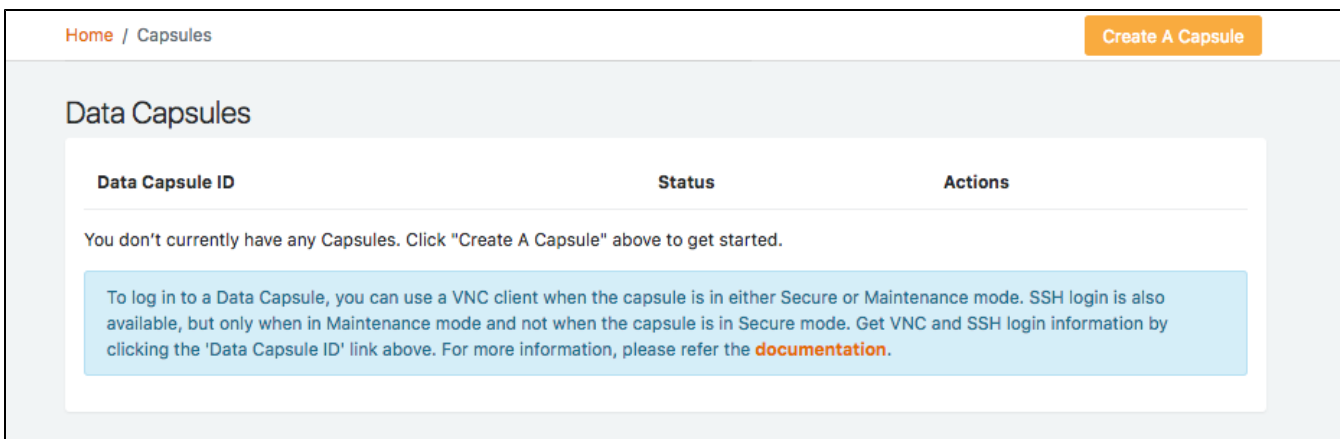 Home / Capsules
Create A Capsule
Data Capsules
Data Capsule ID Status Actions
You don’t currently have any Capsules. Click "Create A Capsule" above to get started.
To log in to a Data Capsule, you can use a VNC client when the capsule is in either Secure or Maintenance mode. SSH login is also
available, but only when in Maintenance mode and not when the capsule is in Secure mode. Get VNC and SSH login information by
clicking the 'Data Capsule ID' link above. For more information, please refer the documentation.